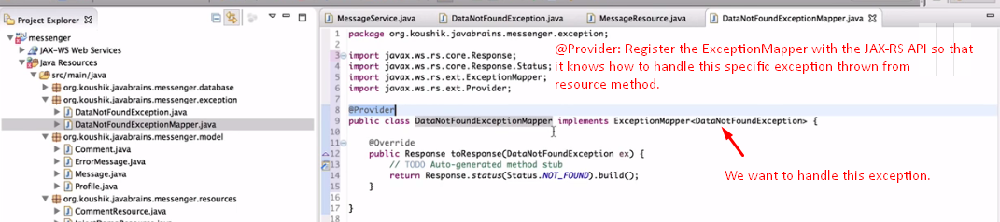 Project Explorer
messenger
JAX-WS Web Services
Java Resources
src/main/java
org.koushik.javabrains.messenger.database
org.koushik.javabrains.messenger.exception
DataNotFoundException.java
DataNotFoundExceptionMapper.java
org.koushik.javabrains.messenger.model
Comment.java
ErrorMessage.java
Message.java
Profile.java
org.koushik.javabrains.messenger.resources
CommentResource.java
MessageService.java
DataNotFoundException.java
MessageResource.java
DataNotFoundExceptionMapper.java
1 package org.koushik.javabrains.messenger.exception;
2
3 import javax.ws.rs.core.Response;
4 import javax.ws.rs.core.Response.Status;
5 import javax.ws.rs.ext.ExceptionMapper;
6 import javax.ws.rs.ext.Provider;
7
8 @Provider
9 public class DataNotFoundExceptionMapper implements ExceptionMapper<DataNotFoundException> {
10
11 @Override
12 public Response toResponse(DataNotFoundException ex) {
13 // TODO Auto-generated method stub
14 return Response.status(Status.NOT_FOUND).build();
15 }
16
17 }
18
@Provider: Register the ExceptionMapper with the JAX-RS API so that
it knows how to handle this specific exception thrown from
resource method.
We want to handle this exception.